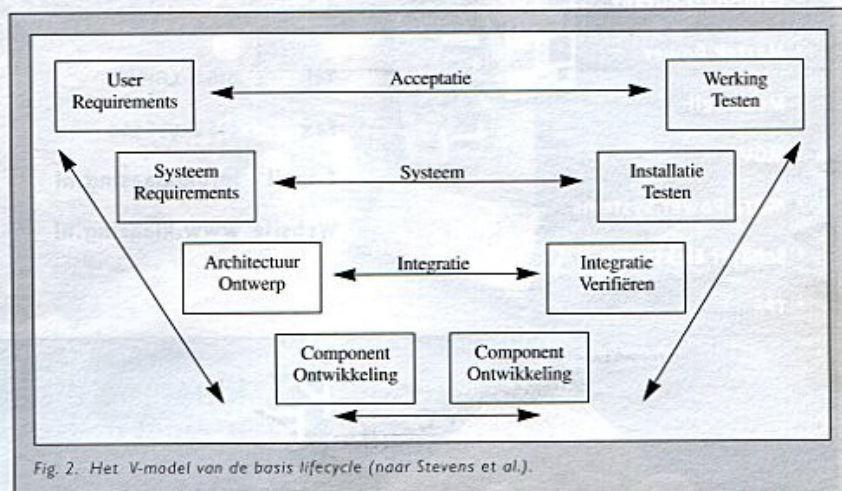 User
Requirements
Acceptatie
Werking
Testen
Systeem
Requirements
Systeem
Installatie
Testen
Architectuur
Ontwerp
Integratie
Integratie
Verifiëren
Component
Ontwikkeling
Component
Ontwikkeling
Fig. 2. Het V-model van de basis lifecycle (naar Stevens et al.).